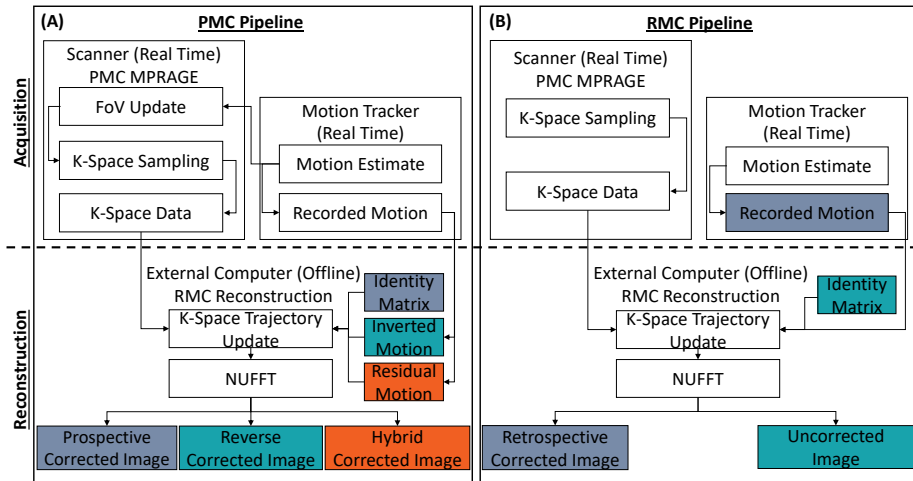 (A)
PMC Pipeline
Scanner (Real Time)
PMC MPRAGE
FoV Update
K-Space Sampling
K-Space Data
Motion Tracker
(Real Time)
Motion Estimate
Recorded Motion
Acquisition
External Computer (Offline)
RMC Reconstruction
K-Space Trajectory
Update
NUFFT
Identity
Matrix
Inverted
Motion
Residual
Motion
Reconstruction
Prospective
Corrected Image
Reverse
Corrected Image
Hybrid
Corrected Image
(B)
RMC Pipeline
Scanner (Real Time)
PMC MPRAGE
K-Space Sampling
K-Space Data
Motion Tracker
(Real Time)
Motion Estimate
Recorded Motion
External Computer (Offline)
RMC Reconstruction
K-Space Trajectory
Update
NUFFT
Identity
Matrix
Retrospective
Corrected Image
Uncorrected
Image